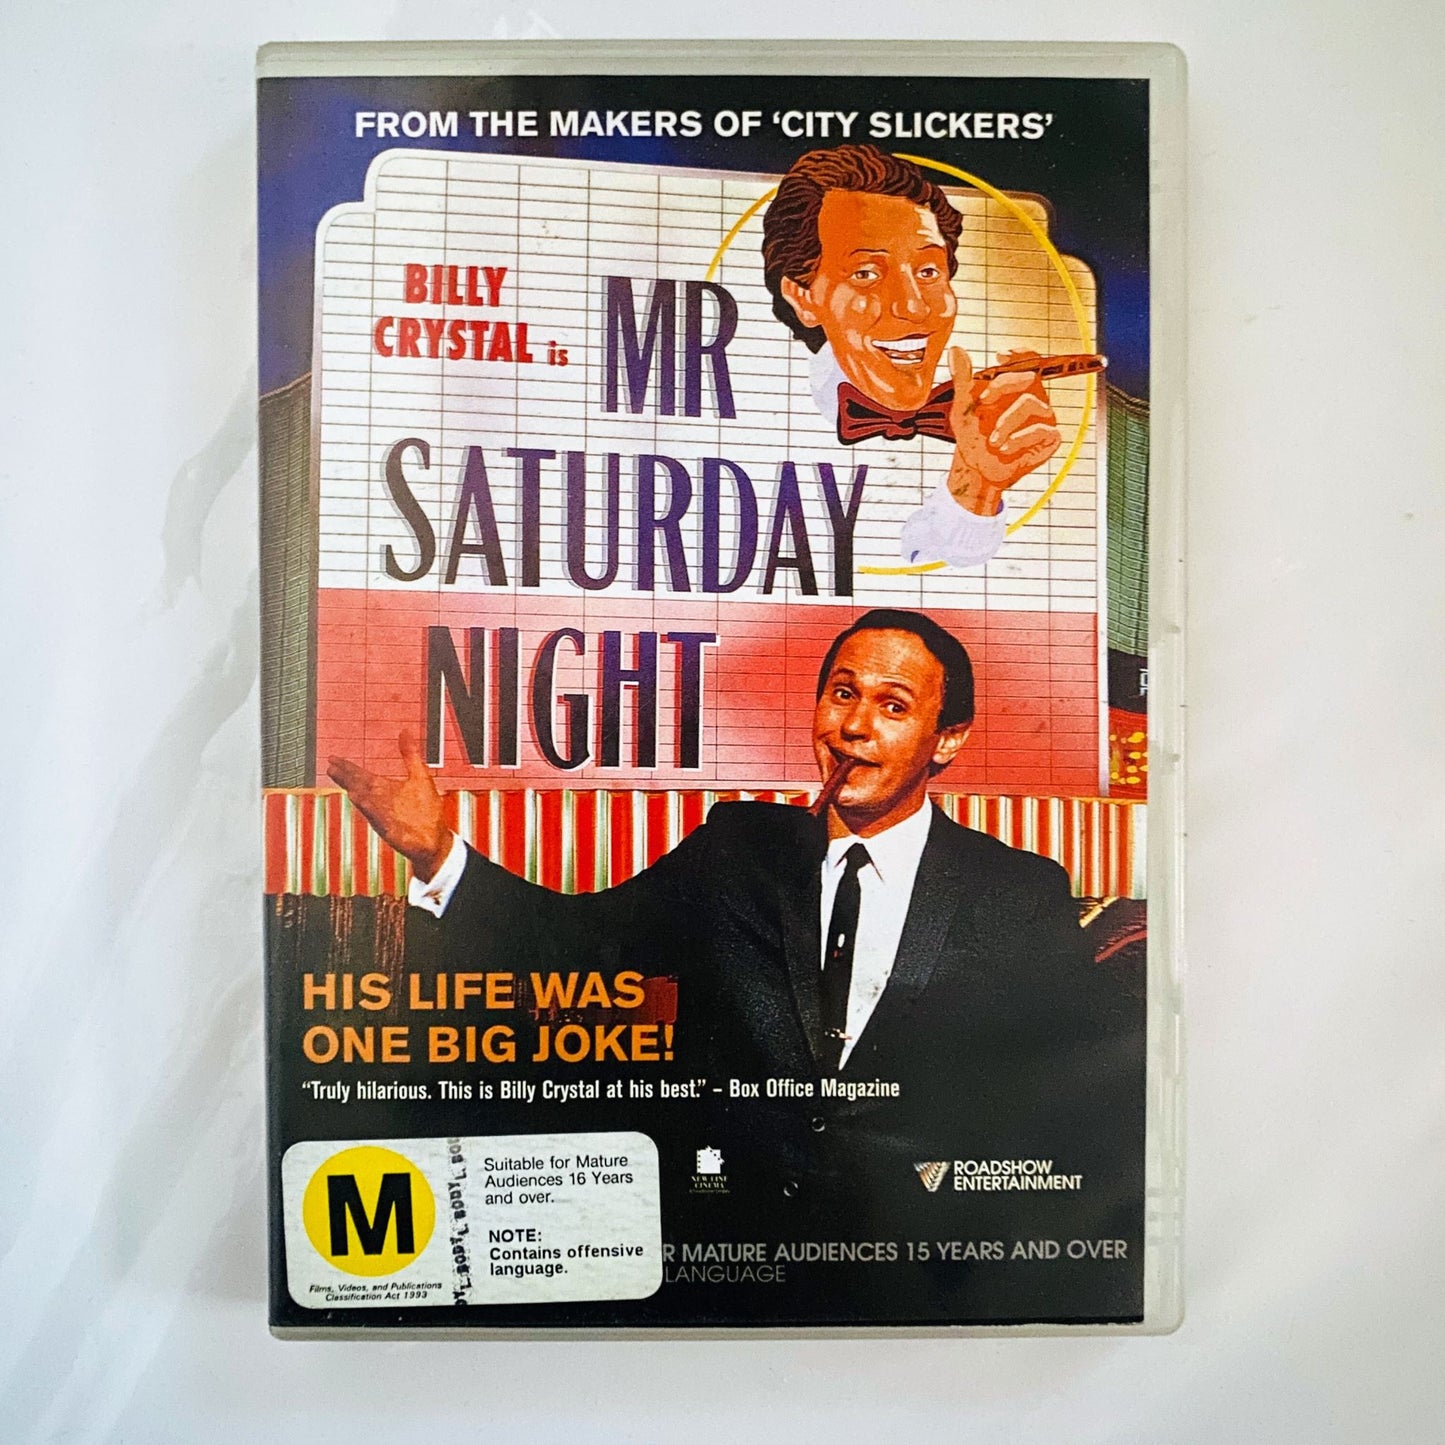 FROM THE MAKERS OF ‘CITY SLICKERS’
BILLY
CRYSTAL is
MR
SATURDAY
NIGHT
HIS LIFE WAS
ONE BIG JOKE!
“Truly hilarious. This is Billy Crystal at his best.” – Box Office Magazine
M
Films, Videos, and Publications
Classification Act 1993
Suitable for Mature
Audiences 16 Years
and over.
NOTE:
Contains offensive
language.
NEW LINE
CINEMA
ROADSHOW
ENTERTAINMENT
R MATURE AUDIENCES 15 YEARS AND OVER
LANGUAGE